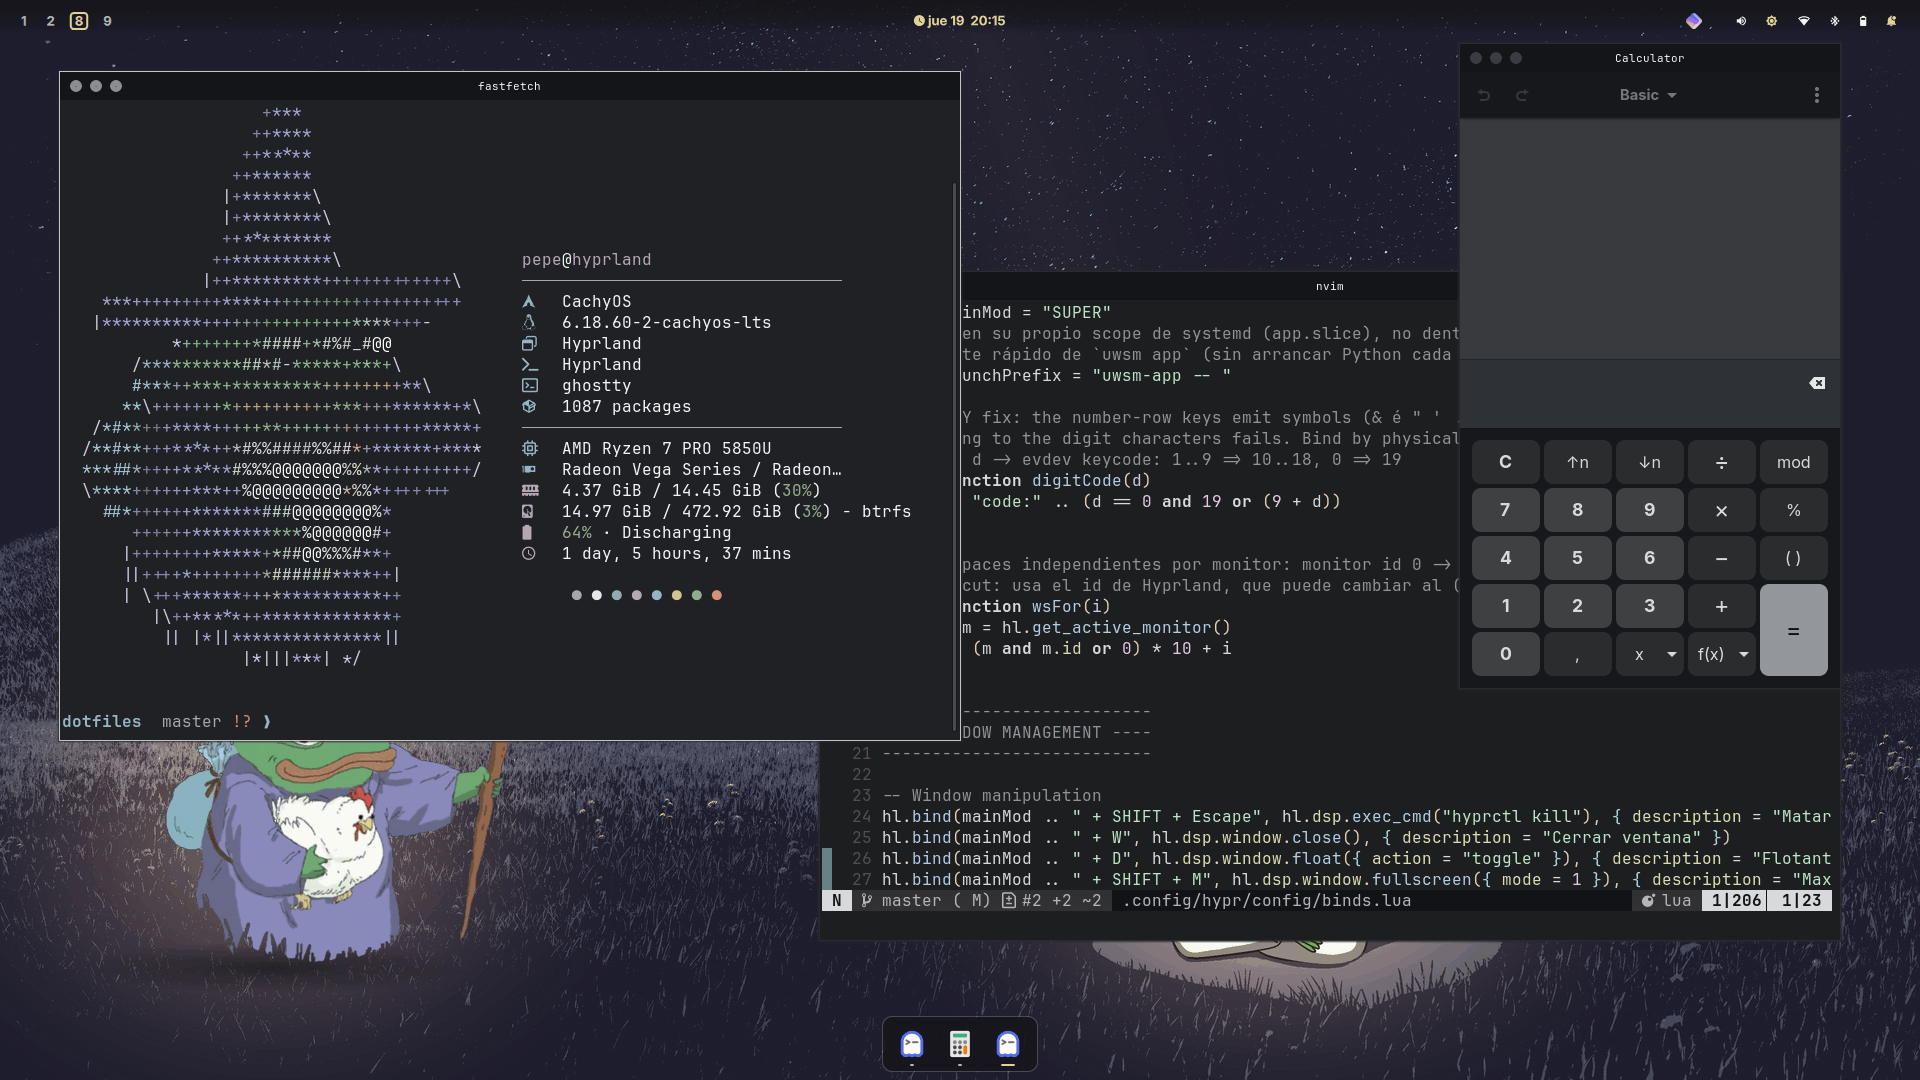 1 2 8 9
jue 19 20:15
fastfetch
pepe@hyprland
CachyOS
6.18.60-2-cachyos-lts
Hyprland
Hyprland
ghostty
1087 packages
AMD Ryzen 7 PRO 5850U
Radeon Vega Series / Radeon…
4.37 GiB / 14.45 GiB (30%)
14.97 GiB / 472.92 GiB (3%) - btrfs
64% · Discharging
1 day, 5 hours, 37 mins
dotfiles master !? ❱
nvim
inMod = "SUPER"
en su propio scope de systemd (app.slice), no dent
te rápido de `uwsm app` (sin arrancar Python cada
unchPrefix = "uwsm-app -- "
Y fix: the number-row keys emit symbols (& é " '
ng to the digit characters fails. Bind by physical
d -> evdev keycode: 1..9 => 10..18, 0 => 19
nction digitCode(d)
"code:" .. (d == 0 and 19 or (9 + d))
paces independientes por monitor: monitor id 0 ->
cut: usa el id de Hyprland, que puede cambiar al (
nction wsFor(i)
m = hl.get_active_monitor()
(m and m.id or 0) * 10 + i
-------------------
DOW MANAGEMENT ----
21 ---------------------------
22
23 -- Window manipulation
24 hl.bind(mainMod .. " + SHIFT + Escape", hl.dsp.exec_cmd("hyprctl kill"), { description = "Matar
25 hl.bind(mainMod .. " + W", hl.dsp.window.close(), { description = "Cerrar ventana" })
26 hl.bind(mainMod .. " + D", hl.dsp.window.float({ action = "toggle" }), { description = "Flotant
27 hl.bind(mainMod .. " + SHIFT + M", hl.dsp.window.fullscreen({ mode = 1 }), { description = "Max
N master ( M) #2 +2 ~2 .config/hypr/config/binds.lua lua 1|206 1|23
Calculator
Basic
C ↑n ↓n ÷ mod
7 8 9 × %
4 5 6 − ( )
1 2 3 +
=
0 , x f(x)